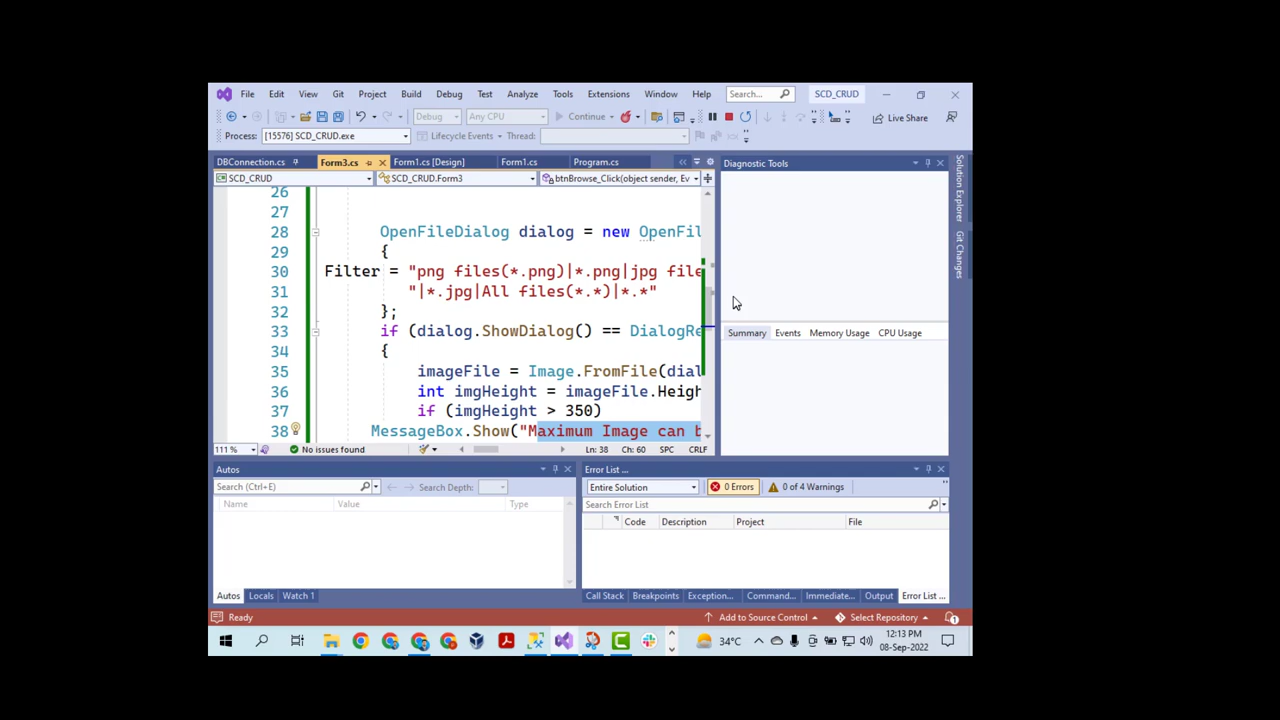 File Edit View Git Project Build Debug Test Analyze Tools Extensions Window Help Search... SCD_CRUD
Debug Any CPU Continue Live Share
Process: [15576] SCD_CRUD.exe Lifecycle Events Thread:
DBConnection.cs Form3.cs Form1.cs [Design] Form1.cs Program.cs
SCD_CRUD SCD_CRUD.Form3 btnBrowse_Click(object sender, Ev
26
27
28 OpenFileDialog dialog = new OpenFil
29 {
30 Filter = "png files(*.png)|*.png|jpg file
31 "|*.jpg|All files(*.*)|*.*"
32 };
33 if (dialog.ShowDialog() == DialogRe
34 {
35 imageFile = Image.FromFile(dial
36 int imgHeight = imageFile.Heigh
37 if (imgHeight > 350)
38 MessageBox.Show("Maximum Image can b
111 % No issues found Ln: 38 Ch: 60 SPC CRLF
Diagnostic Tools
Summary Events Memory Usage CPU Usage
Solution Explorer
Git Changes
Autos
Search (Ctrl+E) Search Depth:
Name Value Type
Autos Locals Watch 1
Error List ...
Entire Solution 0 Errors 0 of 4 Warnings
Search Error List
Code Description Project File
Call Stack Breakpoints Exception... Command... Immediate... Output Error List ...
Ready Add to Source Control Select Repository 1
34°C 12:13 PM
08-Sep-2022